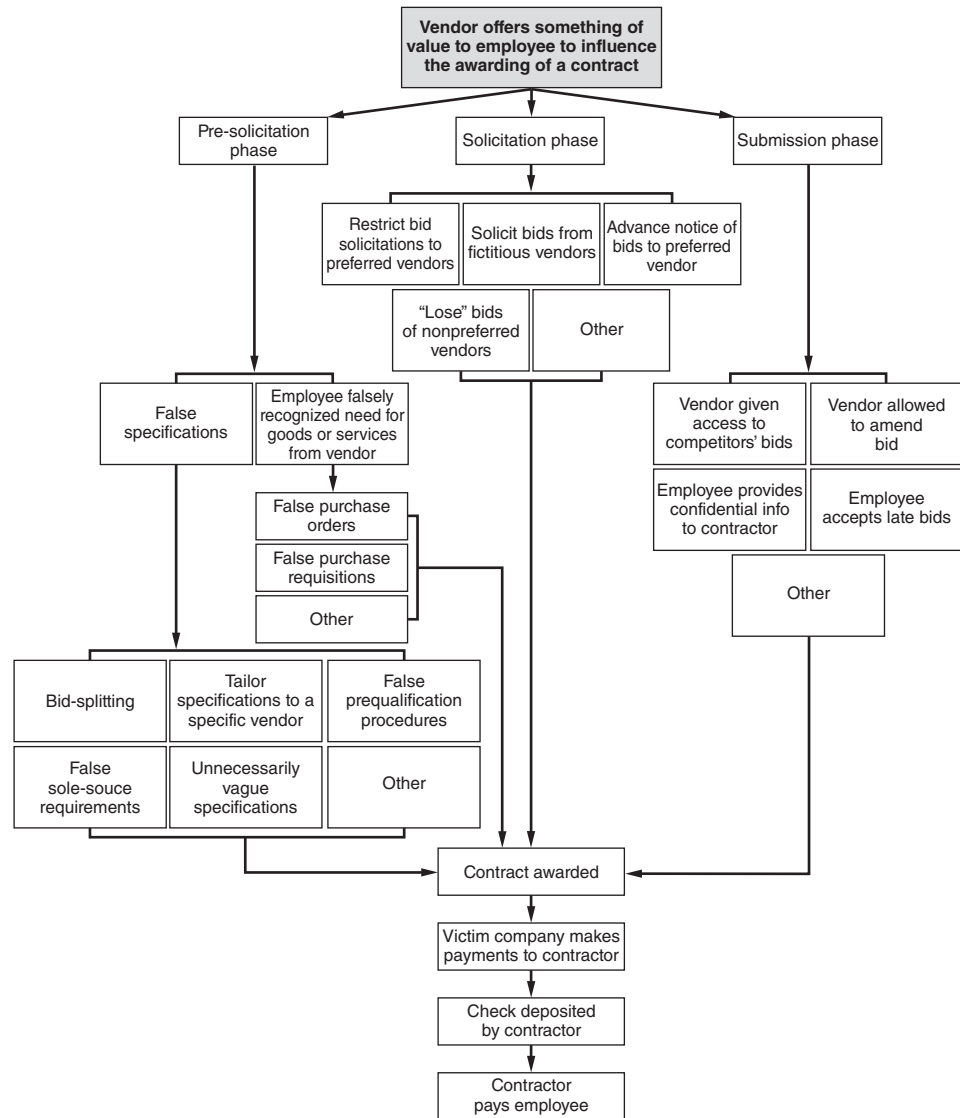 Vendor offers something of
value to employee to influence
the awarding of a contract
Pre-solicitation
phase
Solicitation phase
Submission phase
Restrict bid
solicitations to
preferred vendors
Solicit bids from
fictitious vendors
Advance notice of
bids to preferred
vendor
“Lose” bids
of nonpreferred
vendors
Other
False
specifications
Employee falsely
recognized need for
goods or services
from vendor
Vendor given
access to
competitors’ bids
Vendor allowed
to amend
bid
Employee provides
confidential info
to contractor
Employee
accepts late bids
Other
False purchase
orders
False purchase
requisitions
Other
Bid-splitting
Tailor
specifications to a
specific vendor
False
prequalification
procedures
False
sole-souce
requirements
Unnecessarily
vague
specifications
Other
Contract awarded
Victim company makes
payments to contractor
Check deposited
by contractor
Contractor
pays employee